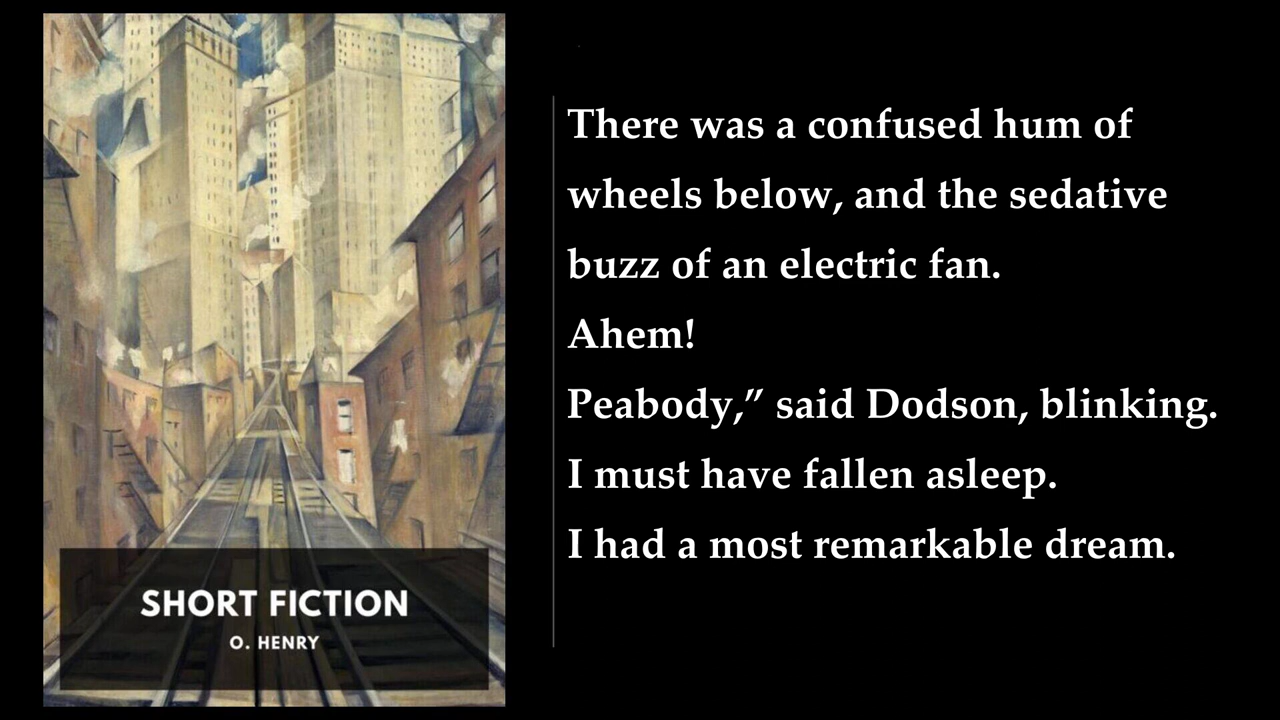 SHORT FICTION
O. HENRY
There was a confused hum of
wheels below, and the sedative
buzz of an electric fan.
Ahem!
Peabody,” said Dodson, blinking.
I must have fallen asleep.
I had a most remarkable dream.